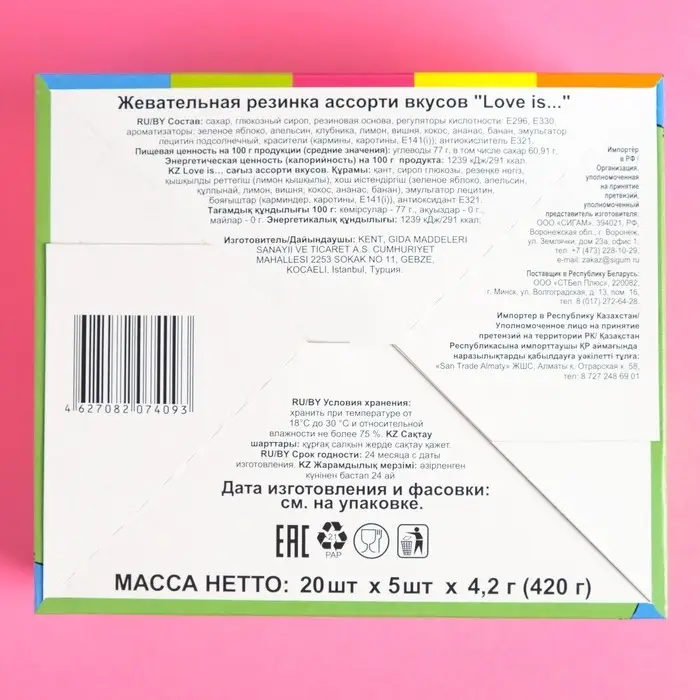 Жевательная резинка ассорти вкусов "Love is..."
RU/BY Состав: сахар, глюкозный сироп, резиновая основа, регуляторы кислотности: E296, E330,
ароматизаторы: зеленое яблоко, апельсин, клубника, лимон, вишня, кокос, ананас, банан, эмульгатор
лецитин подсолнечный, красители (кармины, каротины, E141(i)); антиокислитель E321.
Пищевая ценность на 100 г продукции (средние значения): углеводы 77 г, в том числе сахар 60,91 г.
Энергетическая ценность (калорийность) на 100 г продукта: 1239 кДж/291 ккал.
KZ Love is... сағыз ассорти вкусов. Құрамы: қант, сироп глюкозы, резеңке негіз,
қышқылды реттегіш (лимон қышқылы), хош иістендіргіш (зеленое яблоко, апельсин,
құлпынай, лимон, вишня, кокос, ананас, банан), эмульгатор лецитин,
бояғыштар (карминдер, каротины, E141(i)), антиоксидант E321.
Тағамдық құндылығы 100 г: көмірсулар - 77 г., ақуыздар - 0 г.,
майлар - 0 г. Энергетикалық құндылығы: 1239 кДж/291 ккал;
Изготовитель/Дайындаушы: KENT, GIDA MADDELERI
SANAYII VE TICARET A.S. CUMHURIYET
MAHALLESI 2253 SOKAK NO 11, GEBZE,
KOCAELI, Istanbul, Турция.
Импортёр
в РФ /
Организация,
уполномоченная
на принятие
претензий,
уполномоченный
представитель изготовителя:
ООО «СИГАМ», 394021, РФ,
Воронежская обл., г. Воронеж,
ул. Землячки, дом 23а, офис 1,
тел. +7 (473) 228-10-29,
e-mail: zakaz@sigum.ru
Поставщик в Республику Беларусь:
ООО «СТБел Плюс», 220082,
г. Минск, ул. Волгоградская, д. 13, пом. 16,
тел. 8 (017) 272-64-28.
Импортер в Республику Казахстан/
Уполномоченное лицо на принятие
претензий на территории РК/ Қазақстан
Республикасына импорттаушы ҚР аймағында
наразылықтарды қабылдауға уәкілетті тұлға:
«San Trade Almaty» ЖШС, Алматы қ. Отрарская к. 58,
тел. 8 727 248 69 01
4 627082 074093
RU/BY Условия хранения:
хранить при температуре от
18°C до 30 °C и относительной
влажности не более 75 %. KZ Сақтау
шарттары: құрғақ салқын жерде сақтау қажет.
RU/BY Срок годности: 24 месяца с даты
изготовления. KZ Жарамдылық мерзімі: әзірленген
күнінен бастап 24 ай
Дата изготовления и фасовки:
см. на упаковке.
EAC 21
PAP
МАССА НЕТТО: 20шт x 5шт x 4,2 г (420 г)